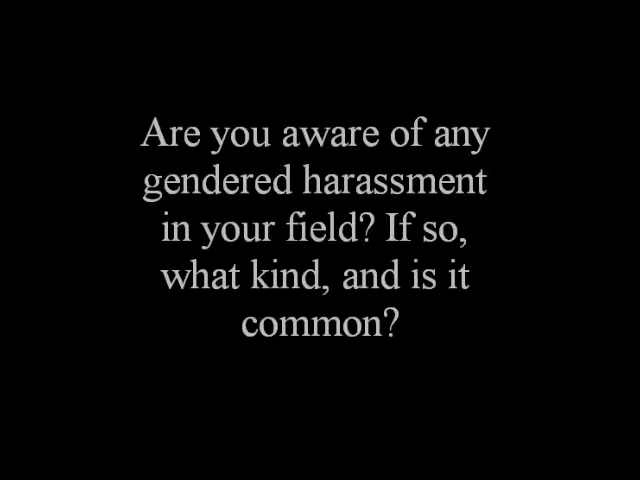 Are you aware of any
gendered harassment
in your field? If so,
what kind, and is it
common?